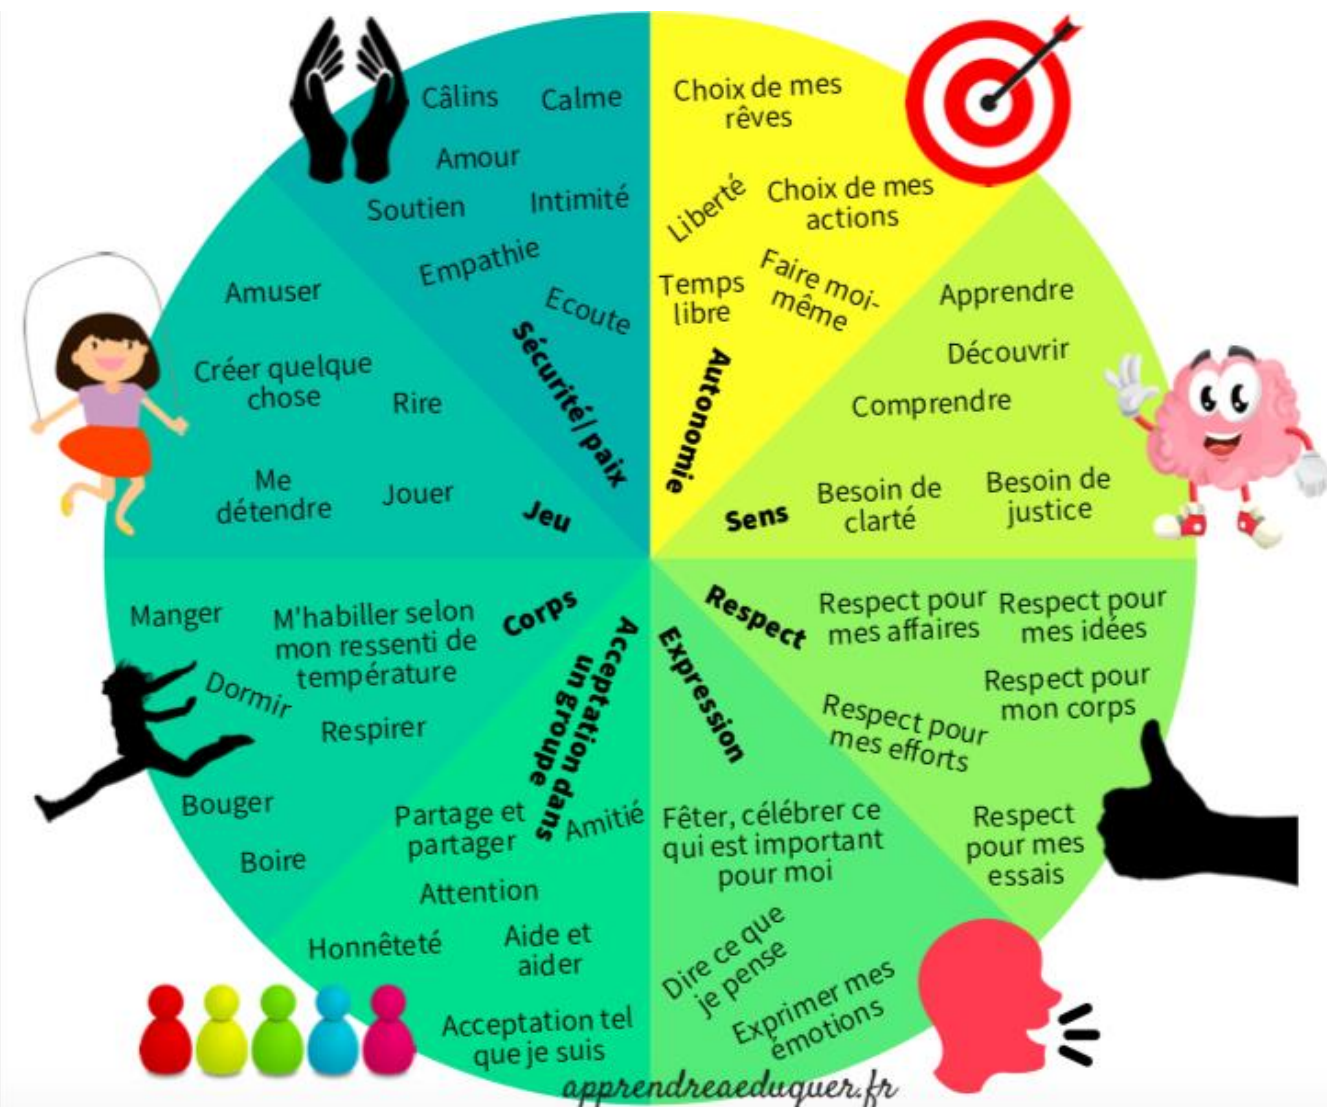 Câlins
Calme
Amour
Soutien
Intimité
Empathie
Ecoute
Sécurité/ paix
Choix de mes
rêves
Liberté
Choix de mes
actions
Temps
libre
Faire moi-
même
Autonomie
Apprendre
Découvrir
Comprendre
Besoin de
clarté
Besoin de
justice
Sens
Respect
Respect pour
mes affaires
Respect pour
mes idées
Respect pour
mon corps
Respect pour
mes efforts
Respect
pour mes
essais
Expression
Fêter, célébrer ce
qui est important
pour moi
Dire ce que
je pense
Exprimer mes
émotions
Acceptation dans
un groupe
Partage et
partager
Amitié
Attention
Honnêteté
Aide et
aider
Acceptation tel
que je suis
Corps
Manger
M'habiller selon
mon ressenti de
température
Dormir
Respirer
Bouger
Boire
Amuser
Créer quelque
chose
Rire
Me
détendre
Jouer
Jeu
apprendreaeduquer.fr